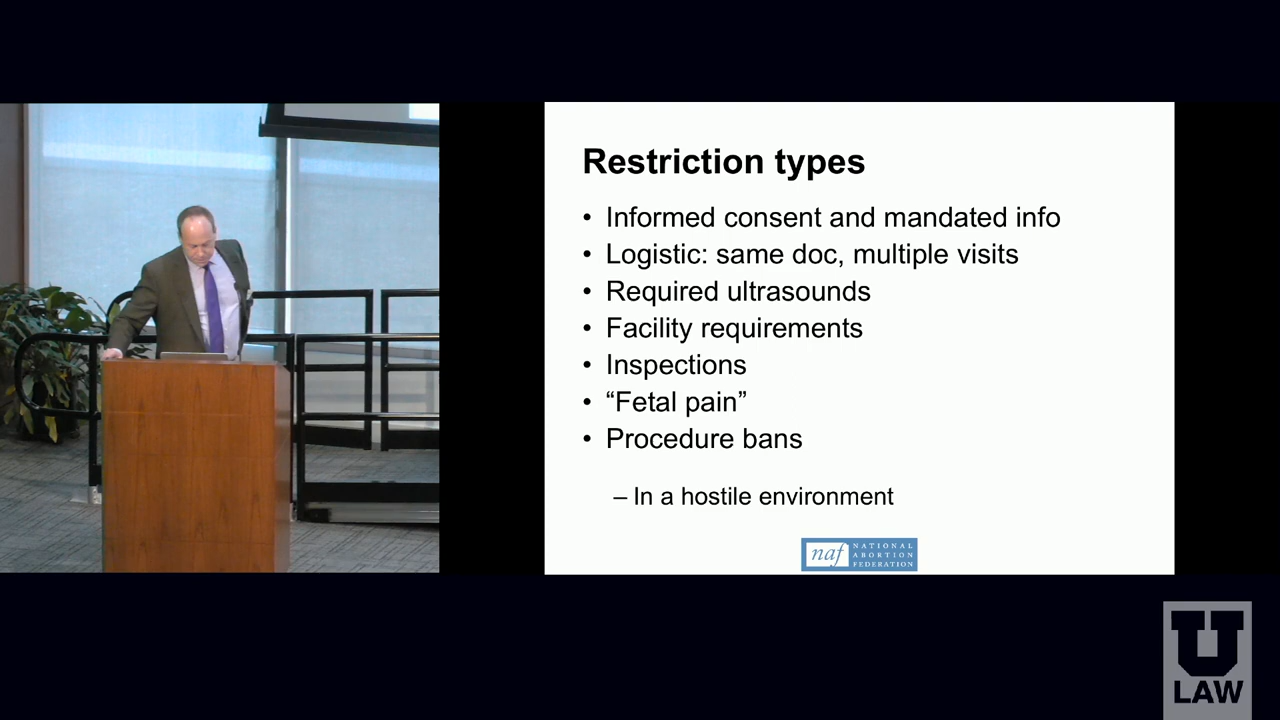 Restriction types
• Informed consent and mandated info
• Logistic: same doc, multiple visits
• Required ultrasounds
• Facility requirements
• Inspections
• “Fetal pain”
• Procedure bans
– In a hostile environment
naf
NATIONAL
ABORTION
FEDERATION
U
LAW